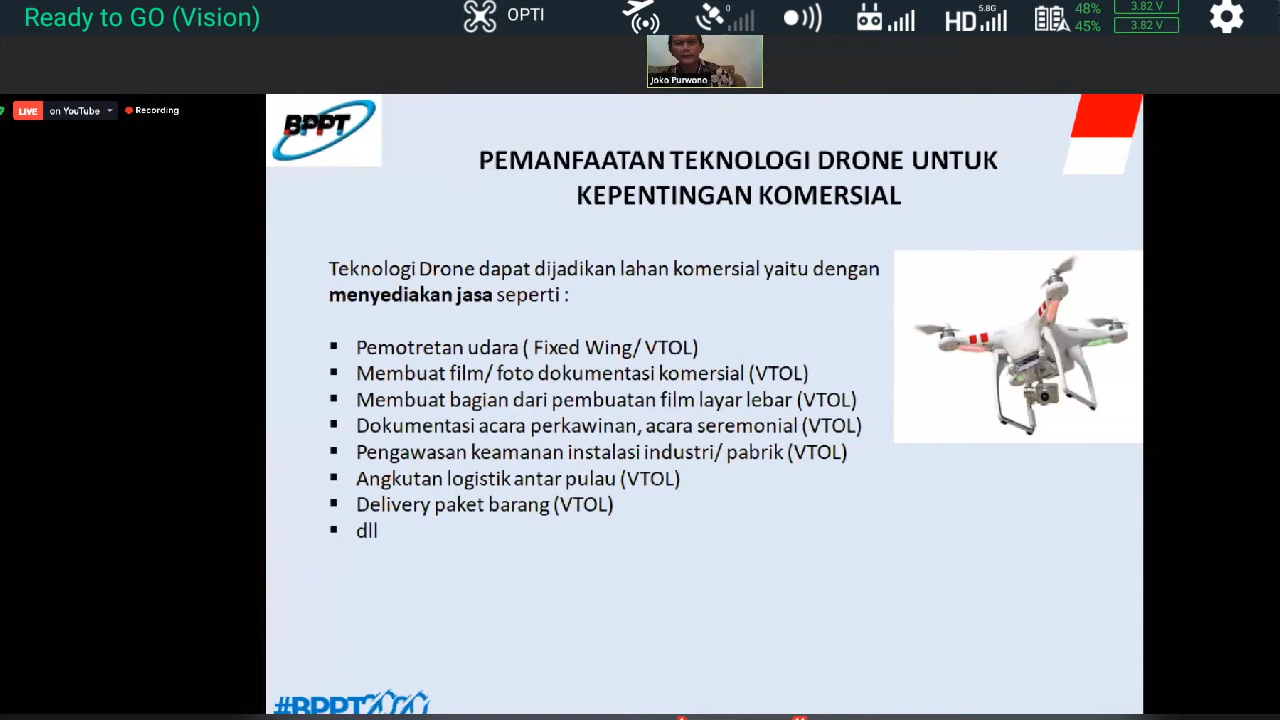 Ready to GO (Vision)
OPTI
0
HD
5.8G
48%
45%
3.82 V
3.82 V
Joko Purwono
LIVE
on YouTube
Recording
BPPT
PEMANFAATAN TEKNOLOGI DRONE UNTUK
KEPENTINGAN KOMERSIAL
Teknologi Drone dapat dijadikan lahan komersial yaitu dengan
menyediakan jasa seperti :
▪ Pemotretan udara ( Fixed Wing/ VTOL)
▪ Membuat film/ foto dokumentasi komersial (VTOL)
▪ Membuat bagian dari pembuatan film layar lebar (VTOL)
▪ Dokumentasi acara perkawinan, acara seremonial (VTOL)
▪ Pengawasan keamanan instalasi industri/ pabrik (VTOL)
▪ Angkutan logistik antar pulau (VTOL)
▪ Delivery paket barang (VTOL)
▪ dll